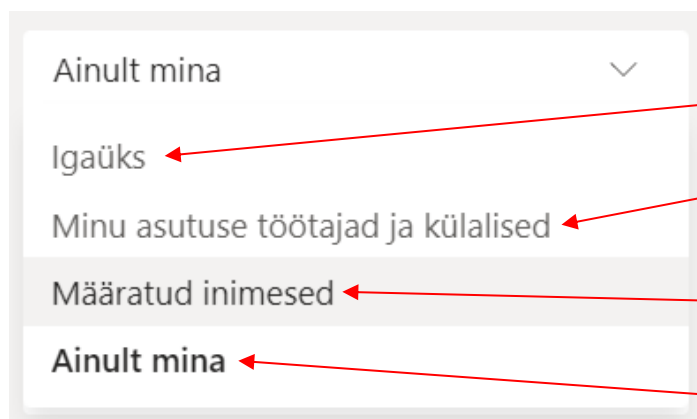 Ainult mina
Igaüks
Minu asutuse töötajad ja külalised
Määratud inimesed
Ainult mina